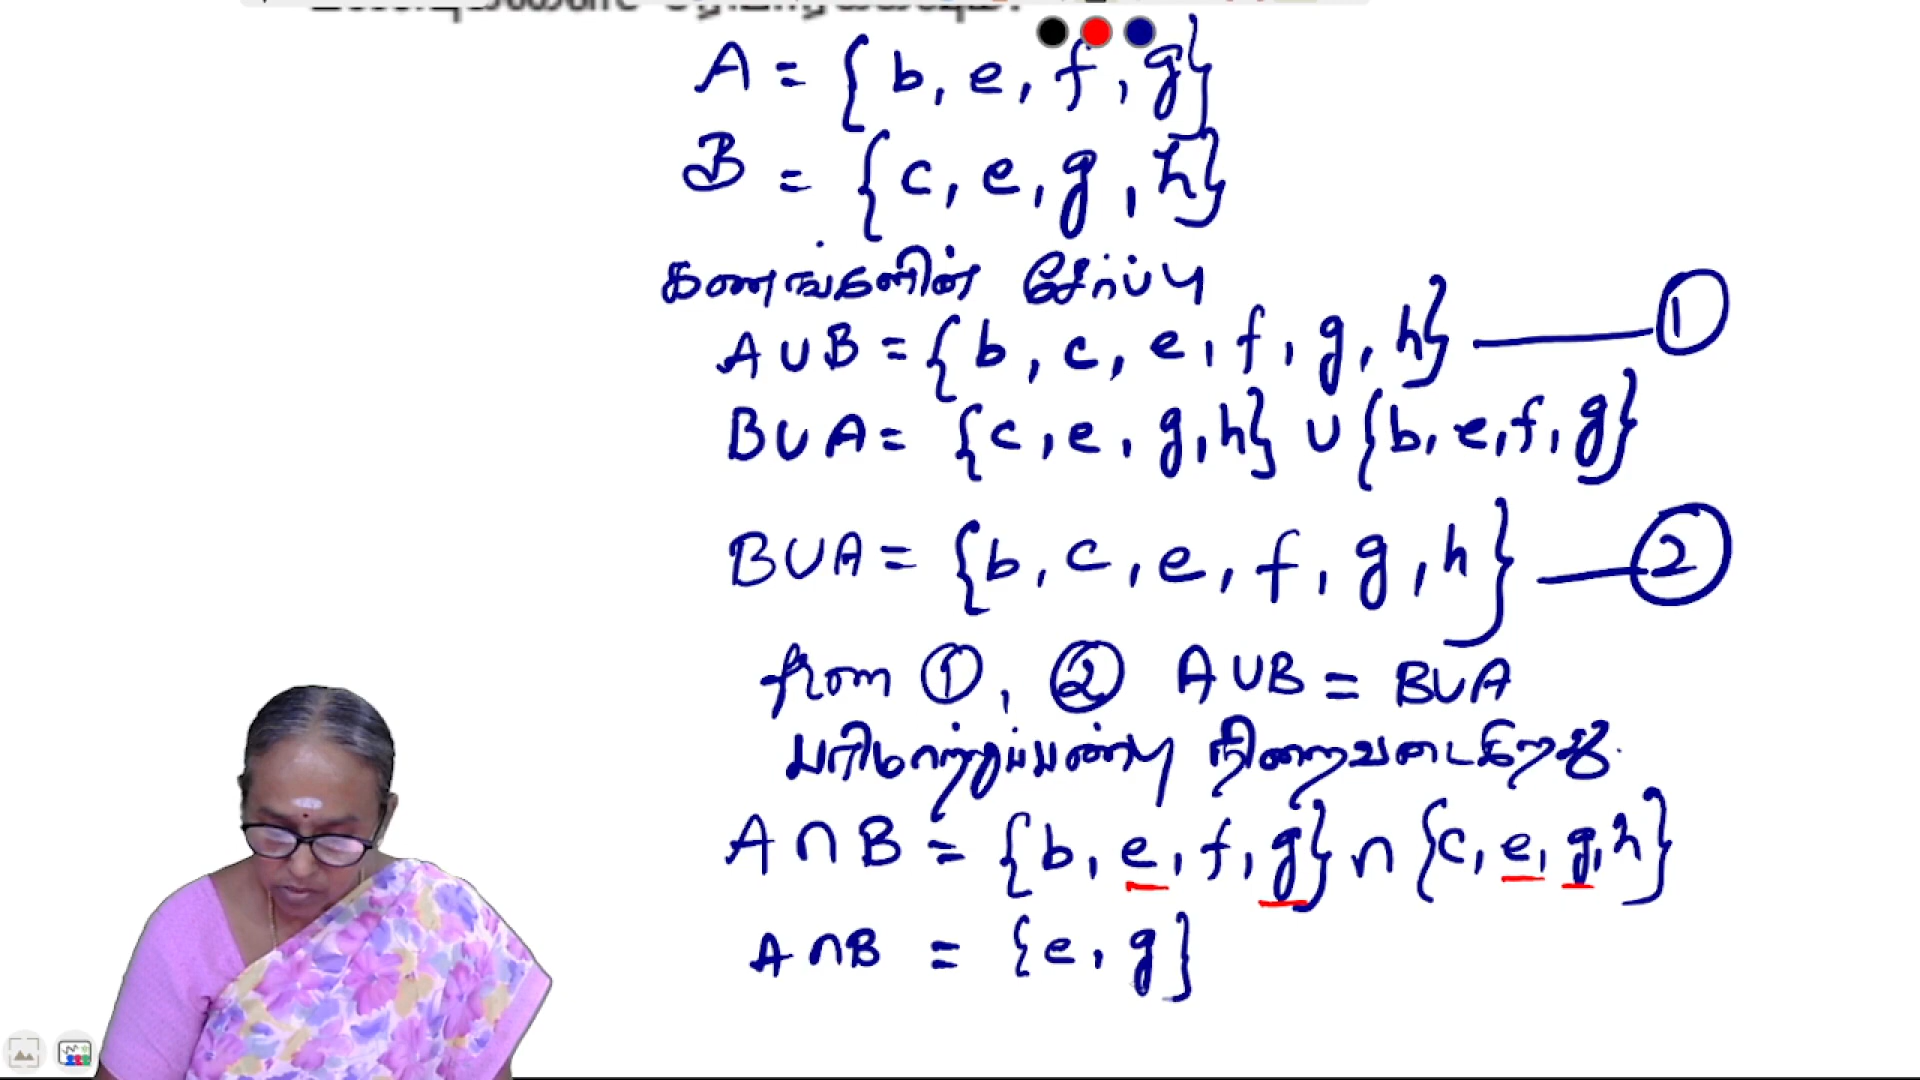 A = { b, e, f, g}
B = {c, e, g, h}
கணங்களின் சேர்ப்பு
A ∪ B = { b, c, e, f, g, h} —— ①
B ∪ A = {c, e, g, h} ∪ {b, e, f, g}
B ∪ A = {b, c, e, f, g, h} —— ②
from ①, ② A ∪ B = B ∪ A
பரிமாற்றுப்பண்பு நிறைவடைகிறது.
A ∩ B = {b, e, f, g} ∩ {c, e, g, h}
A ∩ B = {e, g}